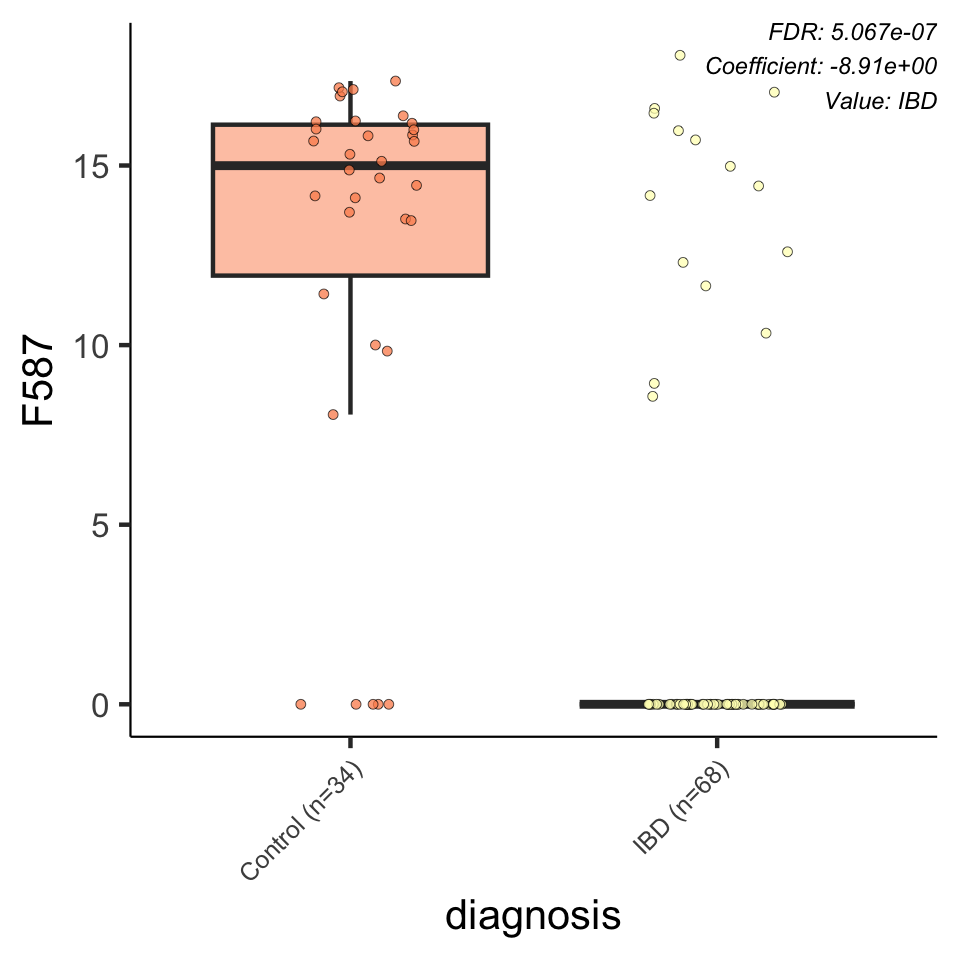 FDR: 5.067e-07
Coefficient: -8.91e+00
Value: IBD
F587
15
10
5
0
Control (n=34)
IBD (n=68)
diagnosis